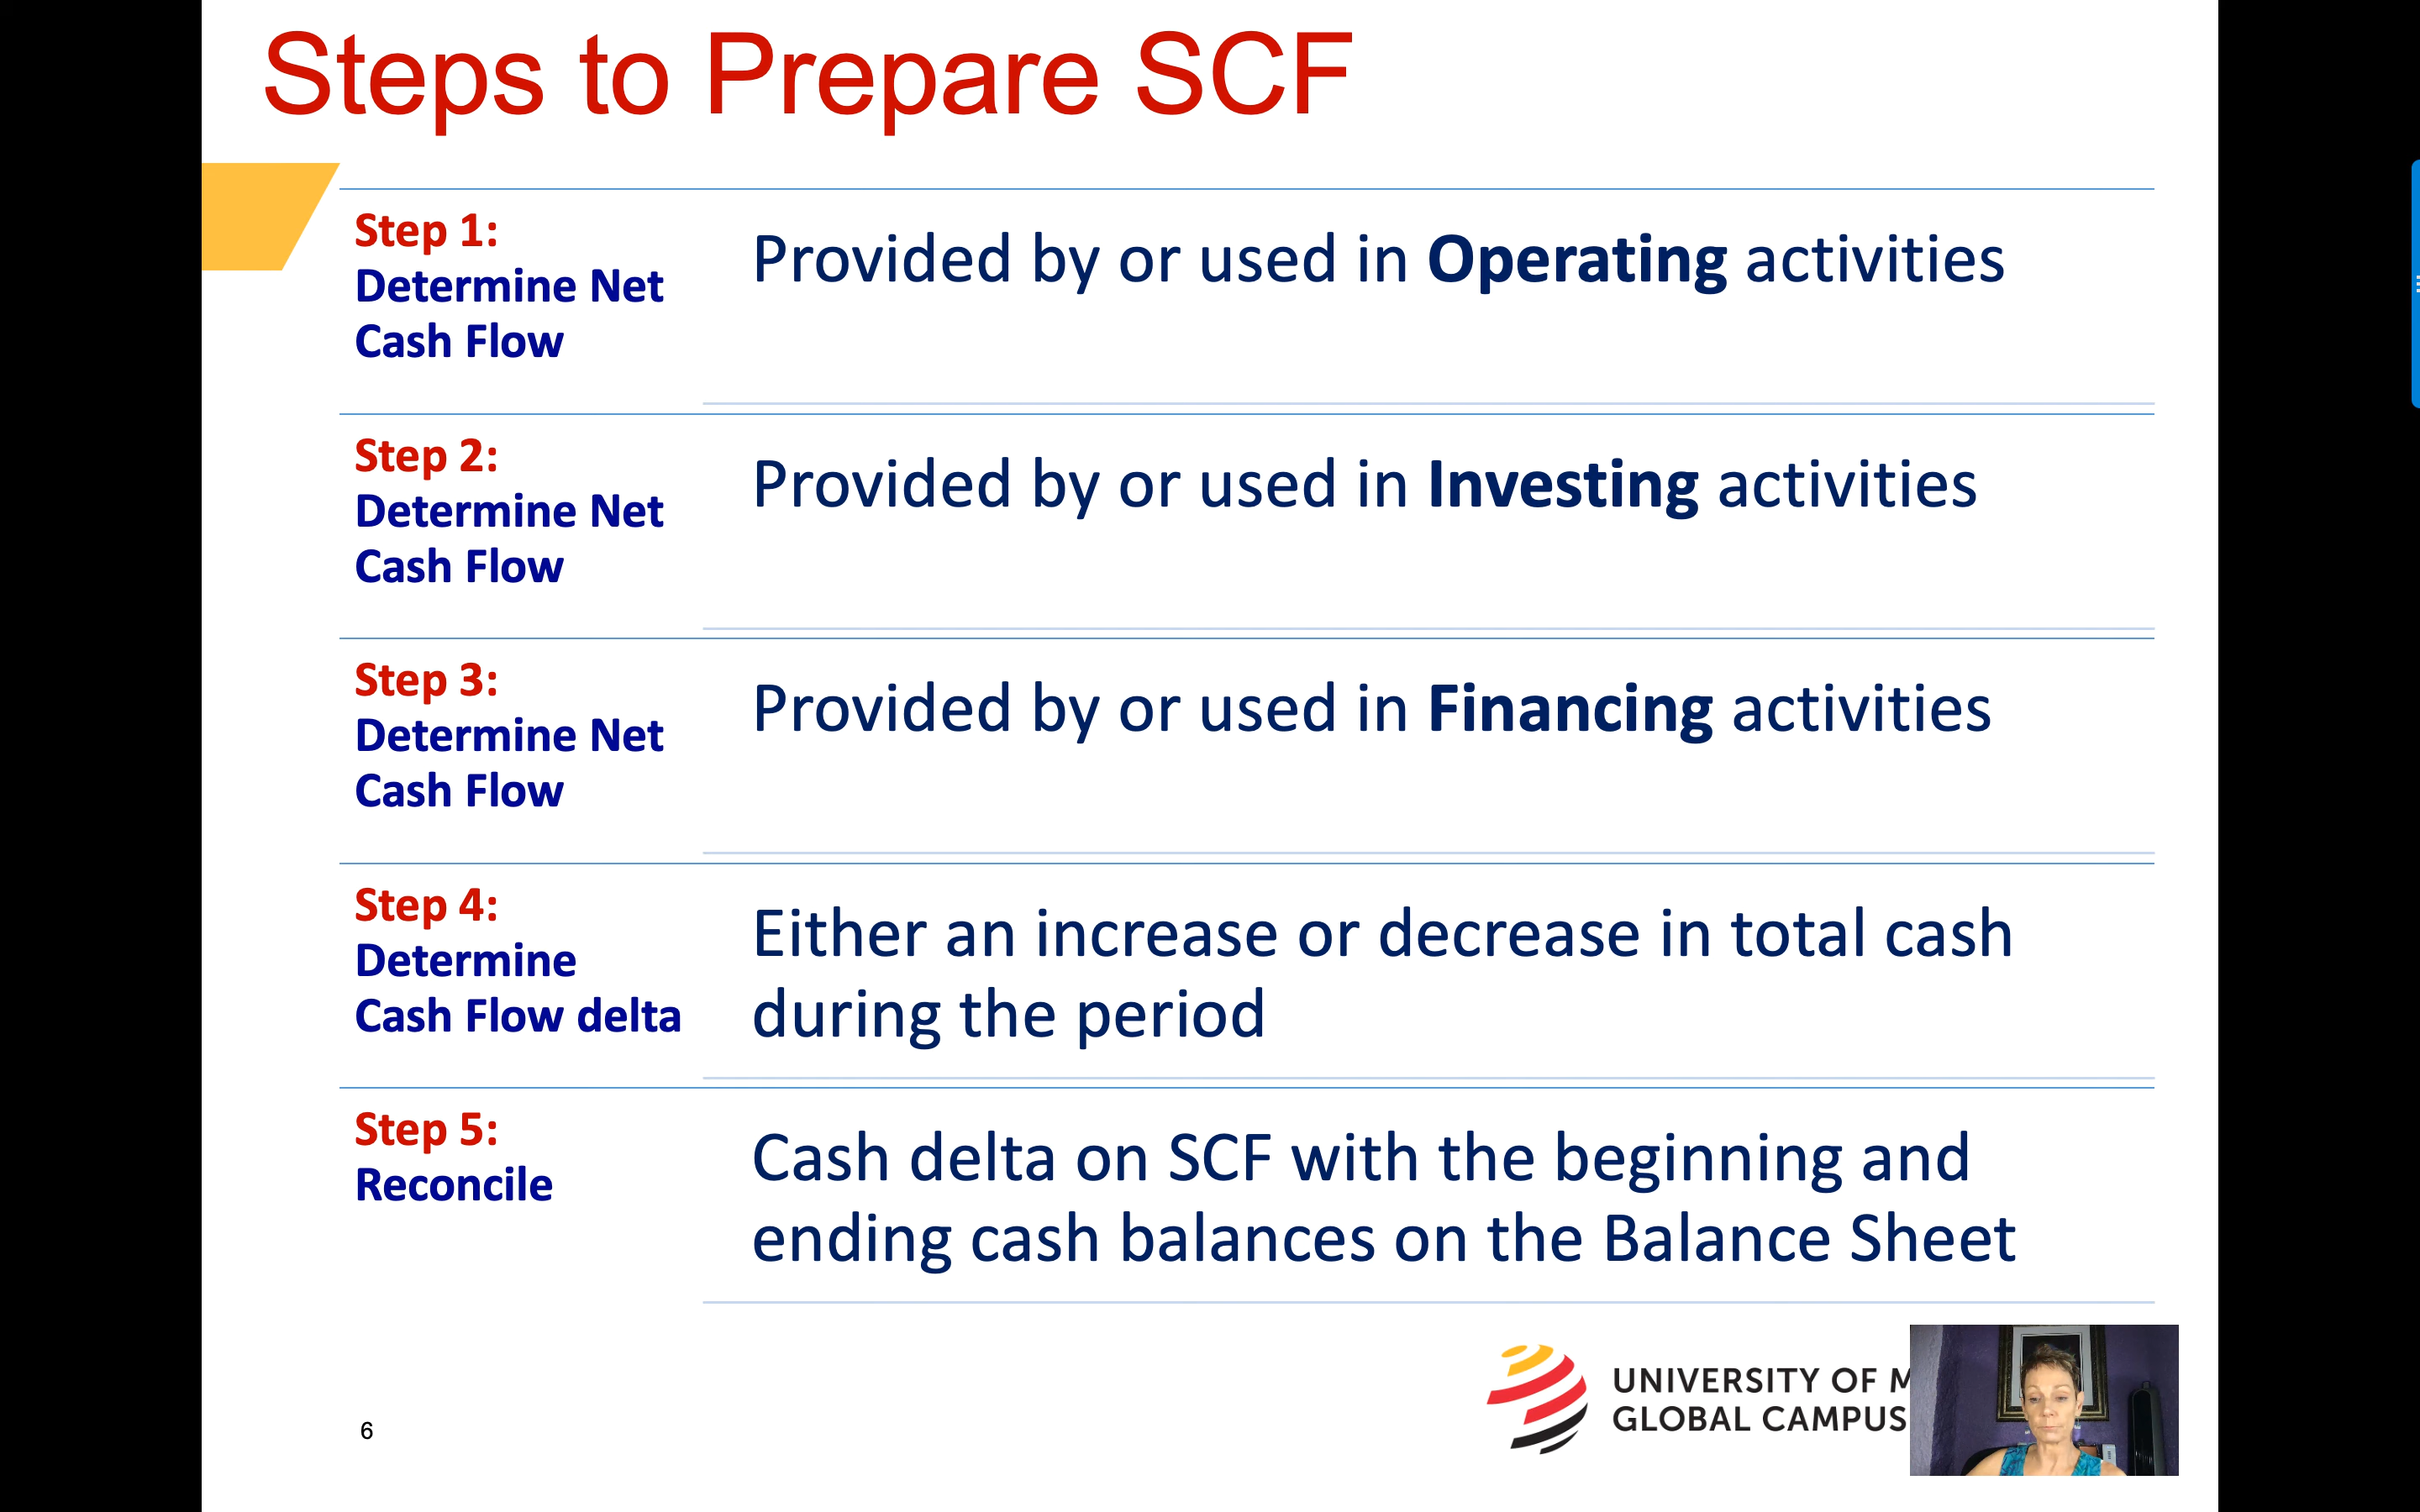 Steps to Prepare SCF
Step 1:
Determine Net
Cash Flow
Provided by or used in Operating activities
Step 2:
Determine Net
Cash Flow
Provided by or used in Investing activities
Step 3:
Determine Net
Cash Flow
Provided by or used in Financing activities
Step 4:
Determine
Cash Flow delta
Either an increase or decrease in total cash
during the period
Step 5:
Reconcile
Cash delta on SCF with the beginning and
ending cash balances on the Balance Sheet
UNIVERSITY OF
GLOBAL CAMPUS
6